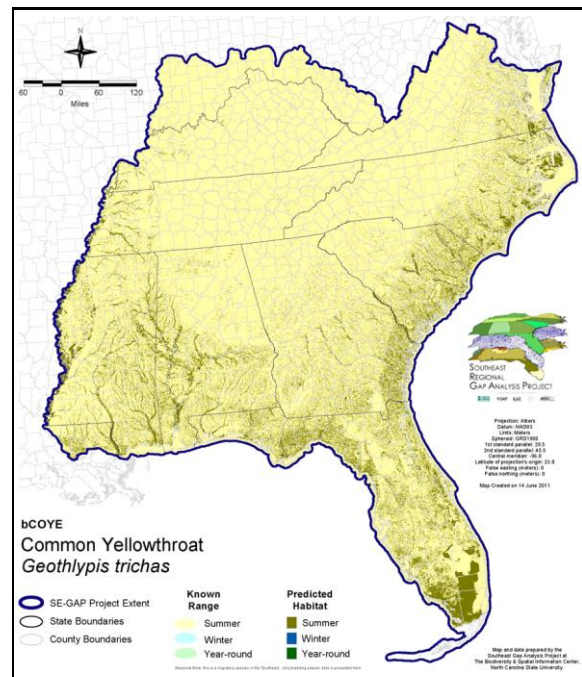 N
60 0 60 120
Miles
SOUTHEAST
REGIONAL
GAP ANALYSIS PROJECT
Projection: Albers
Datum: NAD83
Units: Meters
Spheroid: GRS1980
1st standard parallel: 29.5
2nd standard parallel: 45.5
Central meridian: -96.0
Latitude of projection's origin: 23.0
False easting (meters): 0
False northing (meters): 0
Map Created on 14 June 2011
bCOYE
Common Yellowthroat
Geothlypis trichas
SE-GAP Project Extent
State Boundaries
County Boundaries
Known
Range
Summer
Winter
Year-round
Predicted
Habitat
Summer
Winter
Year-round
Map and data prepared by the
Southeast Gap Analysis Project at
The Biodiversity & Spatial Information Center,
North Carolina State University.